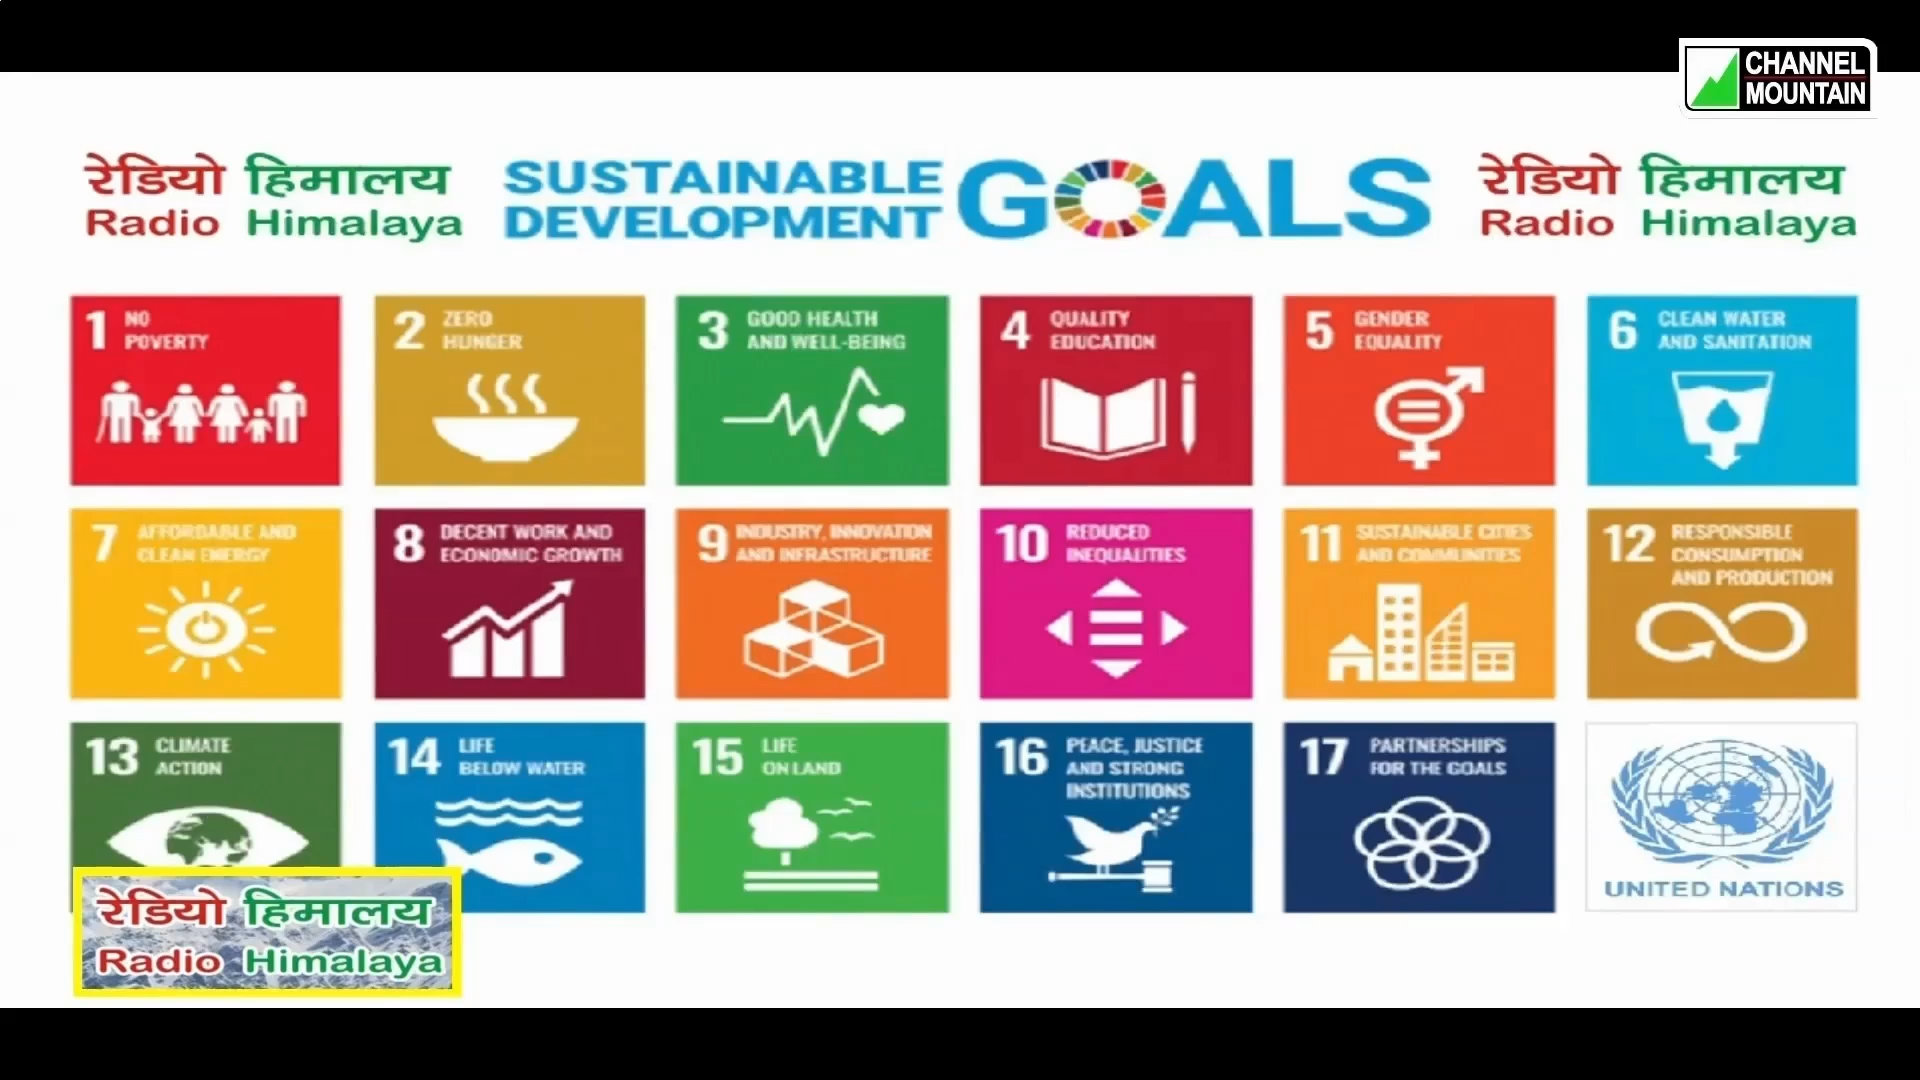 CHANNEL
MOUNTAIN
रेडियो हिमालय
Radio Himalaya
SUSTAINABLE
DEVELOPMENT
GOALS
रेडियो हिमालय
Radio Himalaya
1 NO
POVERTY
2 ZERO
HUNGER
3 GOOD HEALTH
AND WELL-BEING
4 QUALITY
EDUCATION
5 GENDER
EQUALITY
6 CLEAN WATER
AND SANITATION
7 AFFORDABLE AND
CLEAN ENERGY
8 DECENT WORK AND
ECONOMIC GROWTH
9 INDUSTRY, INNOVATION
AND INFRASTRUCTURE
10 REDUCED
INEQUALITIES
11 SUSTAINABLE CITIES
AND COMMUNITIES
12 RESPONSIBLE
CONSUMPTION
AND PRODUCTION
13 CLIMATE
ACTION
14 LIFE
BELOW WATER
15 LIFE
ON LAND
16 PEACE, JUSTICE
AND STRONG
INSTITUTIONS
17 PARTNERSHIPS
FOR THE GOALS
UNITED NATIONS
रेडियो हिमालय
Radio Himalaya